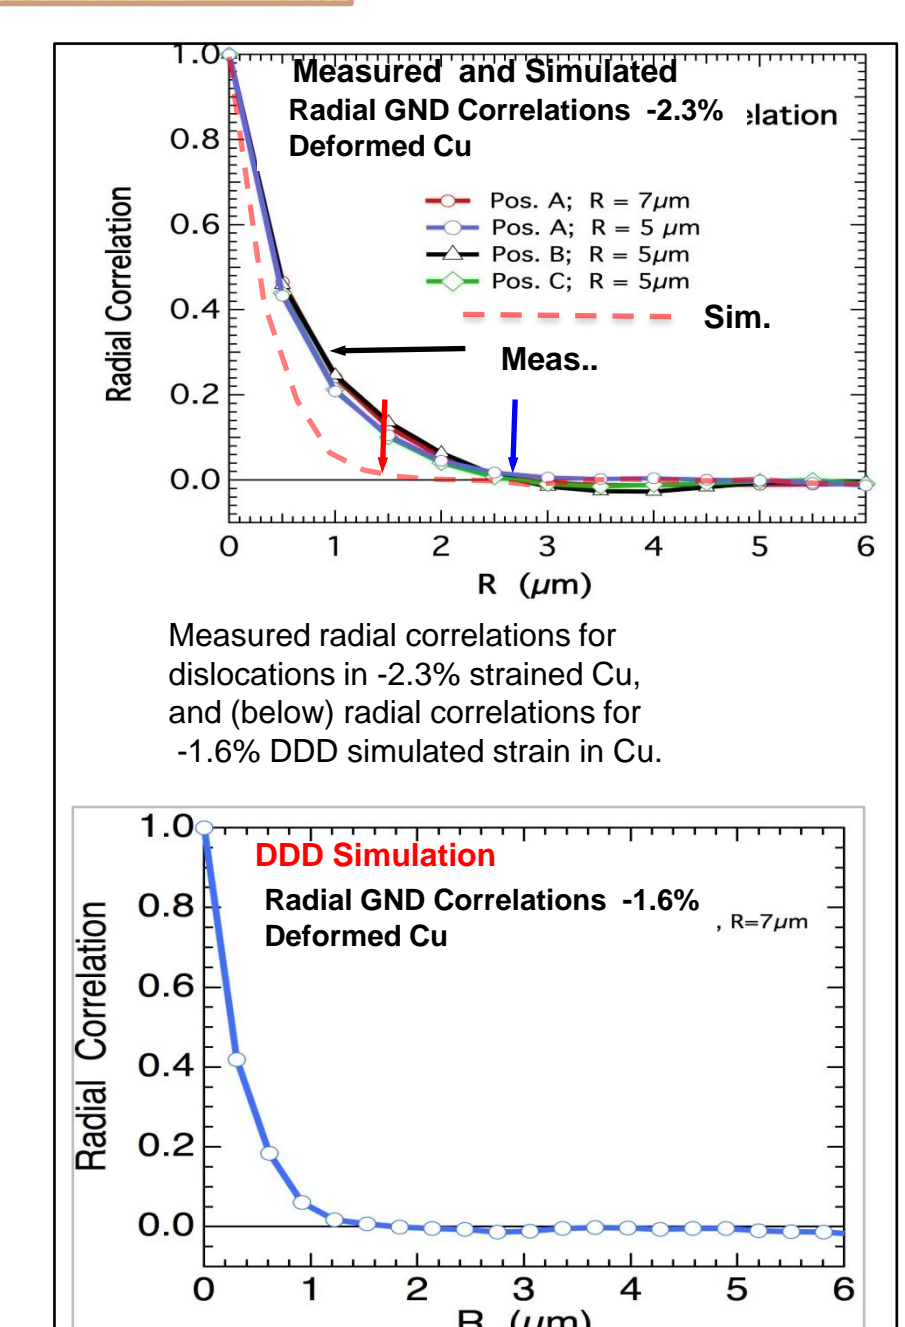 Measured and Simulated
Radial GND Correlations -2.3%
elation
Deformed Cu
1.0
0.8
0.6
0.4
0.2
0.0
Radial Correlation
Pos. A; R = 7μm
Pos. A; R = 5 μm
Pos. B; R = 5μm
Pos. C; R = 5μm
Sim.
Meas..
0 1 2 3 4 5 6
R (μm)
Measured radial correlations for
dislocations in -2.3% strained Cu,
and (below) radial correlations for
-1.6% DDD simulated strain in Cu.
DDD Simulation
Radial GND Correlations -1.6%
Deformed Cu
, R=7μm
1.0
0.8
0.6
0.4
0.2
0.0
Radial Correlation
0 1 2 3 4 5 6
R (μm)